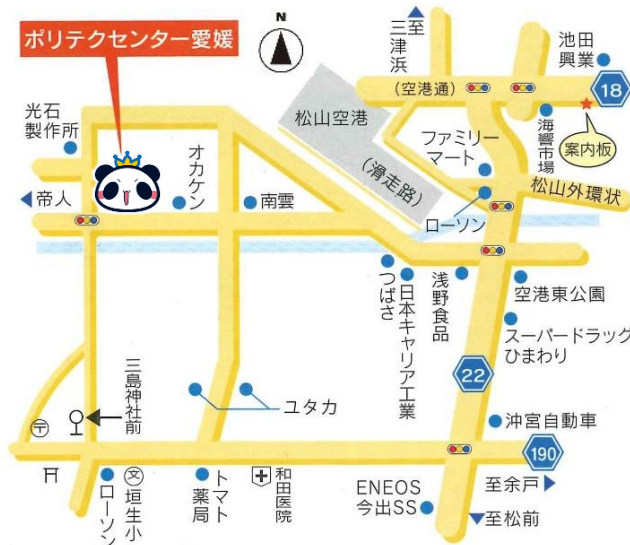 ポリテクセンター愛媛
N
至
三津浜
池田
興業
18
(空港通)
海響市場
案内板
光石
製作所
松山空港
(滑走路)
ファミリー
マート
オカケン
帝人
南雲
松山外環状
ローソン
つばさ
日本キャリア工業
浅野食品
空港東公園
スーパードラッグ
ひまわり
三島神社前
22
ユタカ
沖宮自動車
〒
190
ローソン
文
垣生小
トマト
薬局
和田医院
ENEOS
今出SS
至余戸
至松前